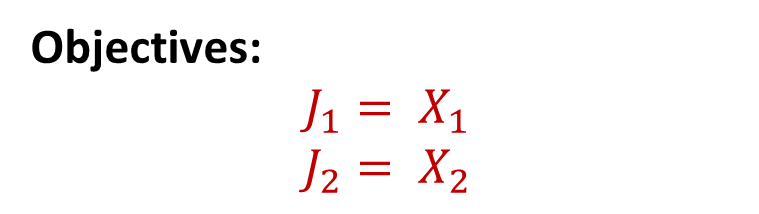 Objectives:
J₁ = X₁
J₂ = X₂